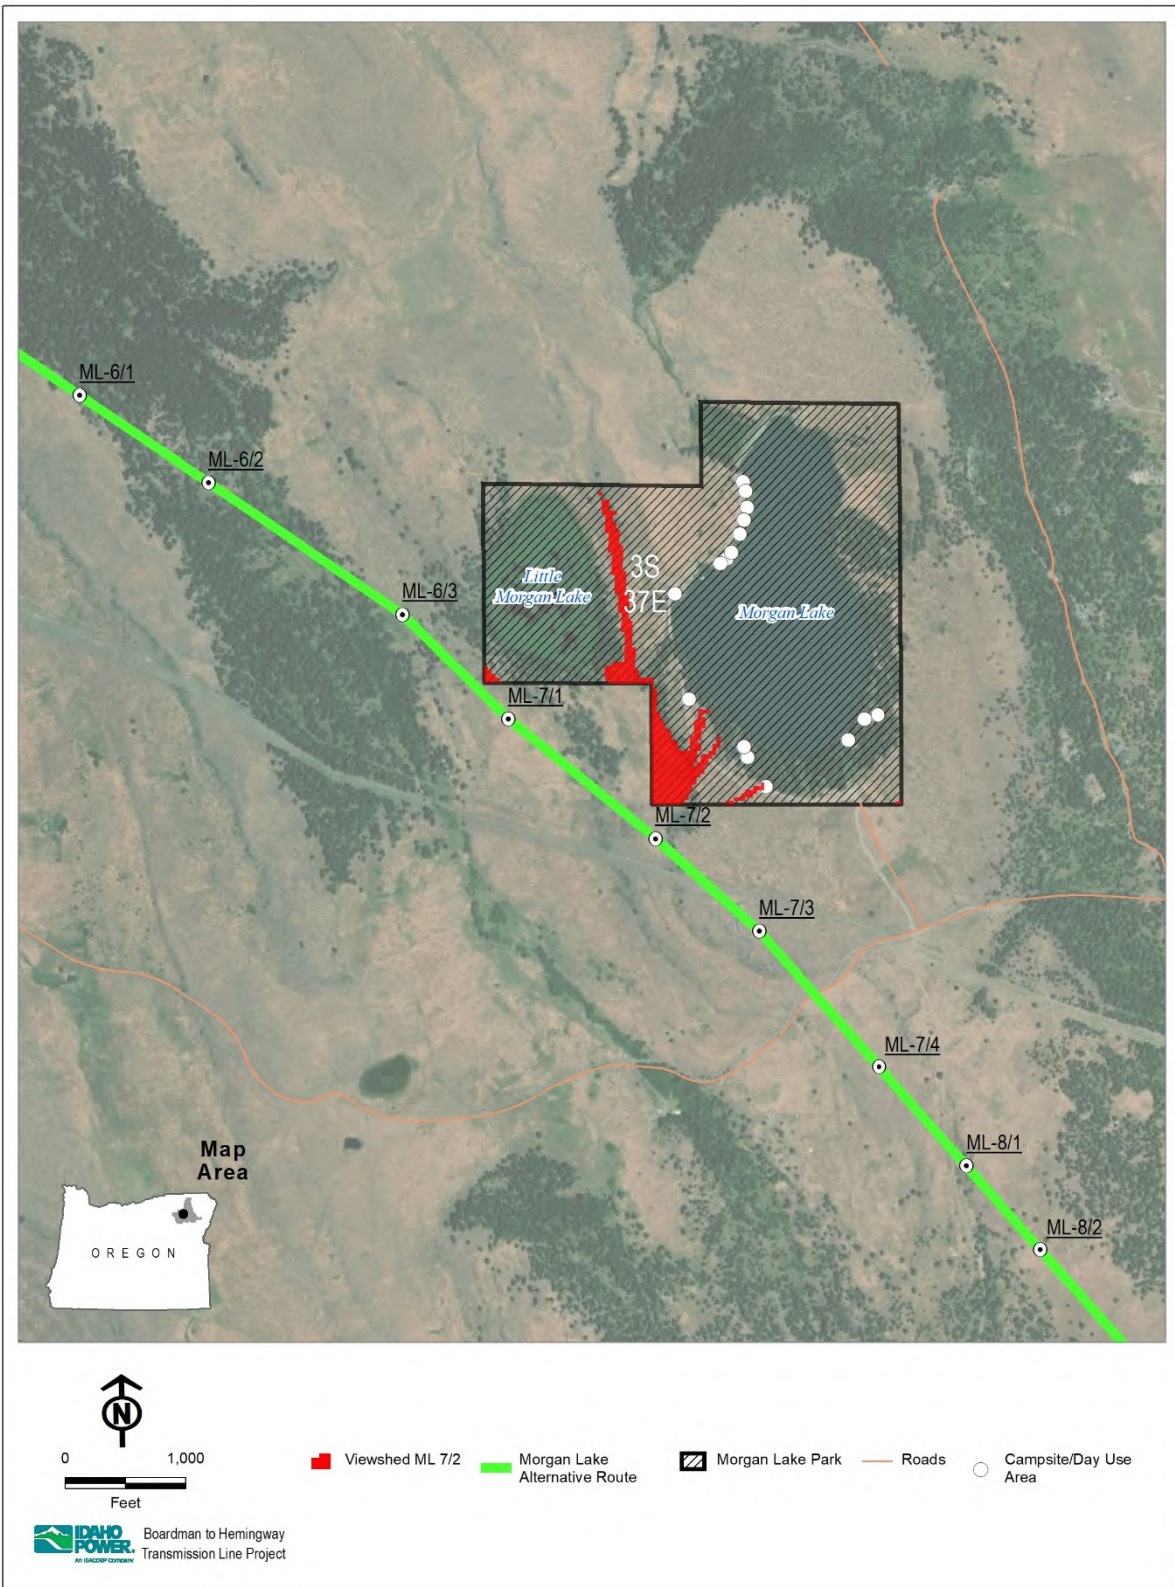 ML-6/1
ML-6/2
ML-6/3
Little
Morgan Lake
3S
37E
Morgan Lake
ML-7/1
ML-7/2
ML-7/3
ML-7/4
ML-8/1
ML-8/2
Map
Area
OREGON
N
0 1,000
Feet
Viewshed ML 7/2
Morgan Lake
Alternative Route
Morgan Lake Park
Roads
Campsite/Day Use
Area
IDAHO
POWER.
An IDACORP Company
Boardman to Hemingway
Transmission Line Project